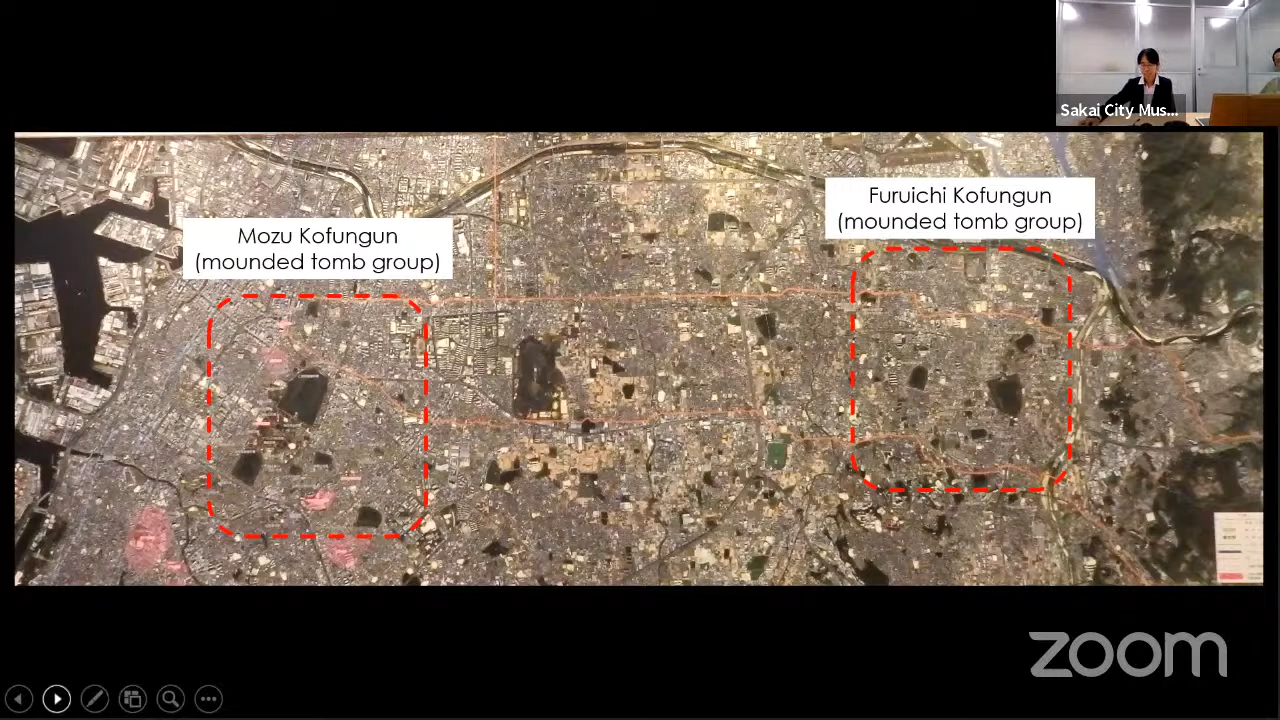 Sakai City Mus...
Furuichi Kofungun
(mounded tomb group)
Mozu Kofungun
(mounded tomb group)
zoom